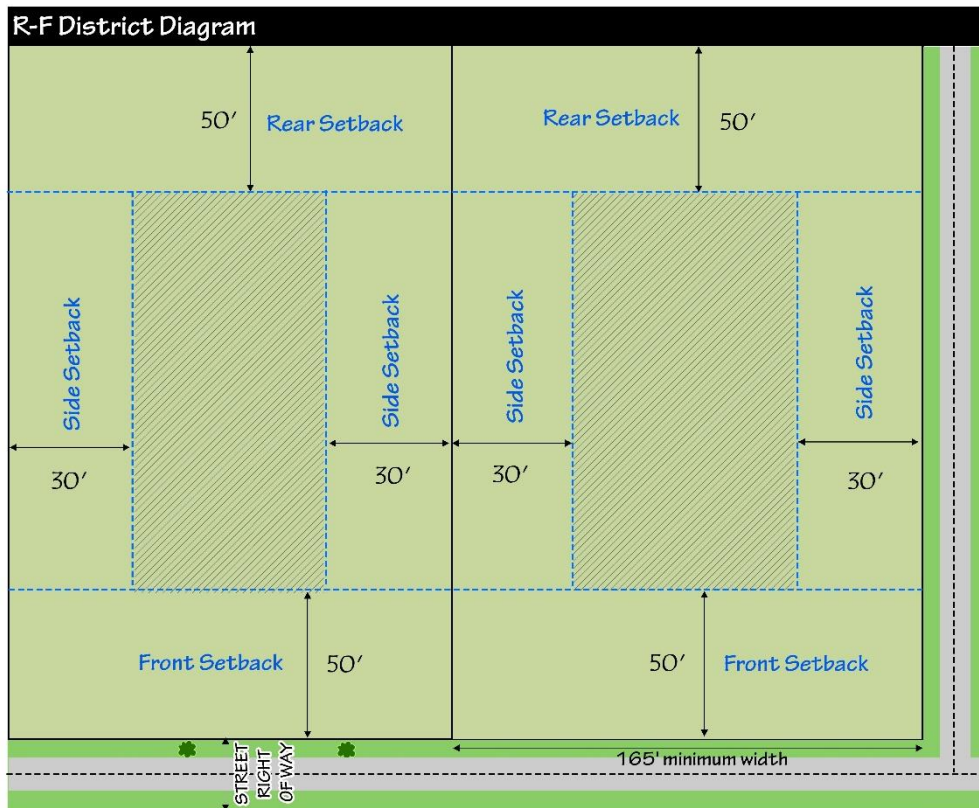 R-F District Diagram
50' Rear Setback
Rear Setback 50'
Side Setback
Side Setback
Side Setback
Side Setback
30'
30'
30'
30'
Front Setback 50'
50' Front Setback
STREET
RIGHT
OF WAY
165' minimum width